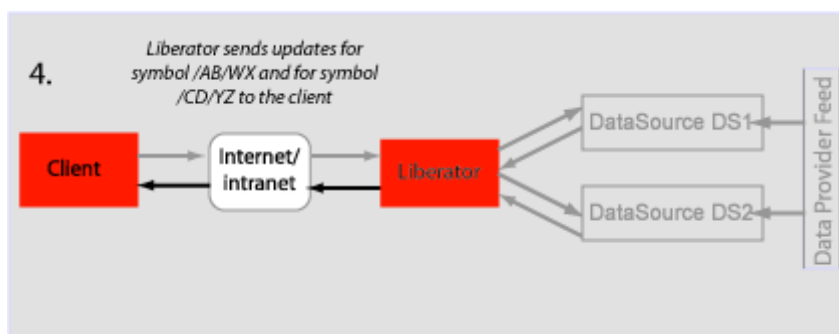 4.
Liberator sends updates for
symbol /AB/WX and for symbol
/CD/YZ to the client
Client
Internet/
intranet
Liberator
DataSource DS1
DataSource DS2
Data Provider Feed